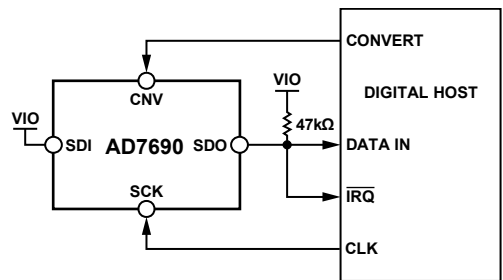 CONVERT
VIO
DIGITAL HOST
CNV
VIO
47kΩ
SDI
AD7690
SDO
DATA IN
SCK
IRQ
CLK